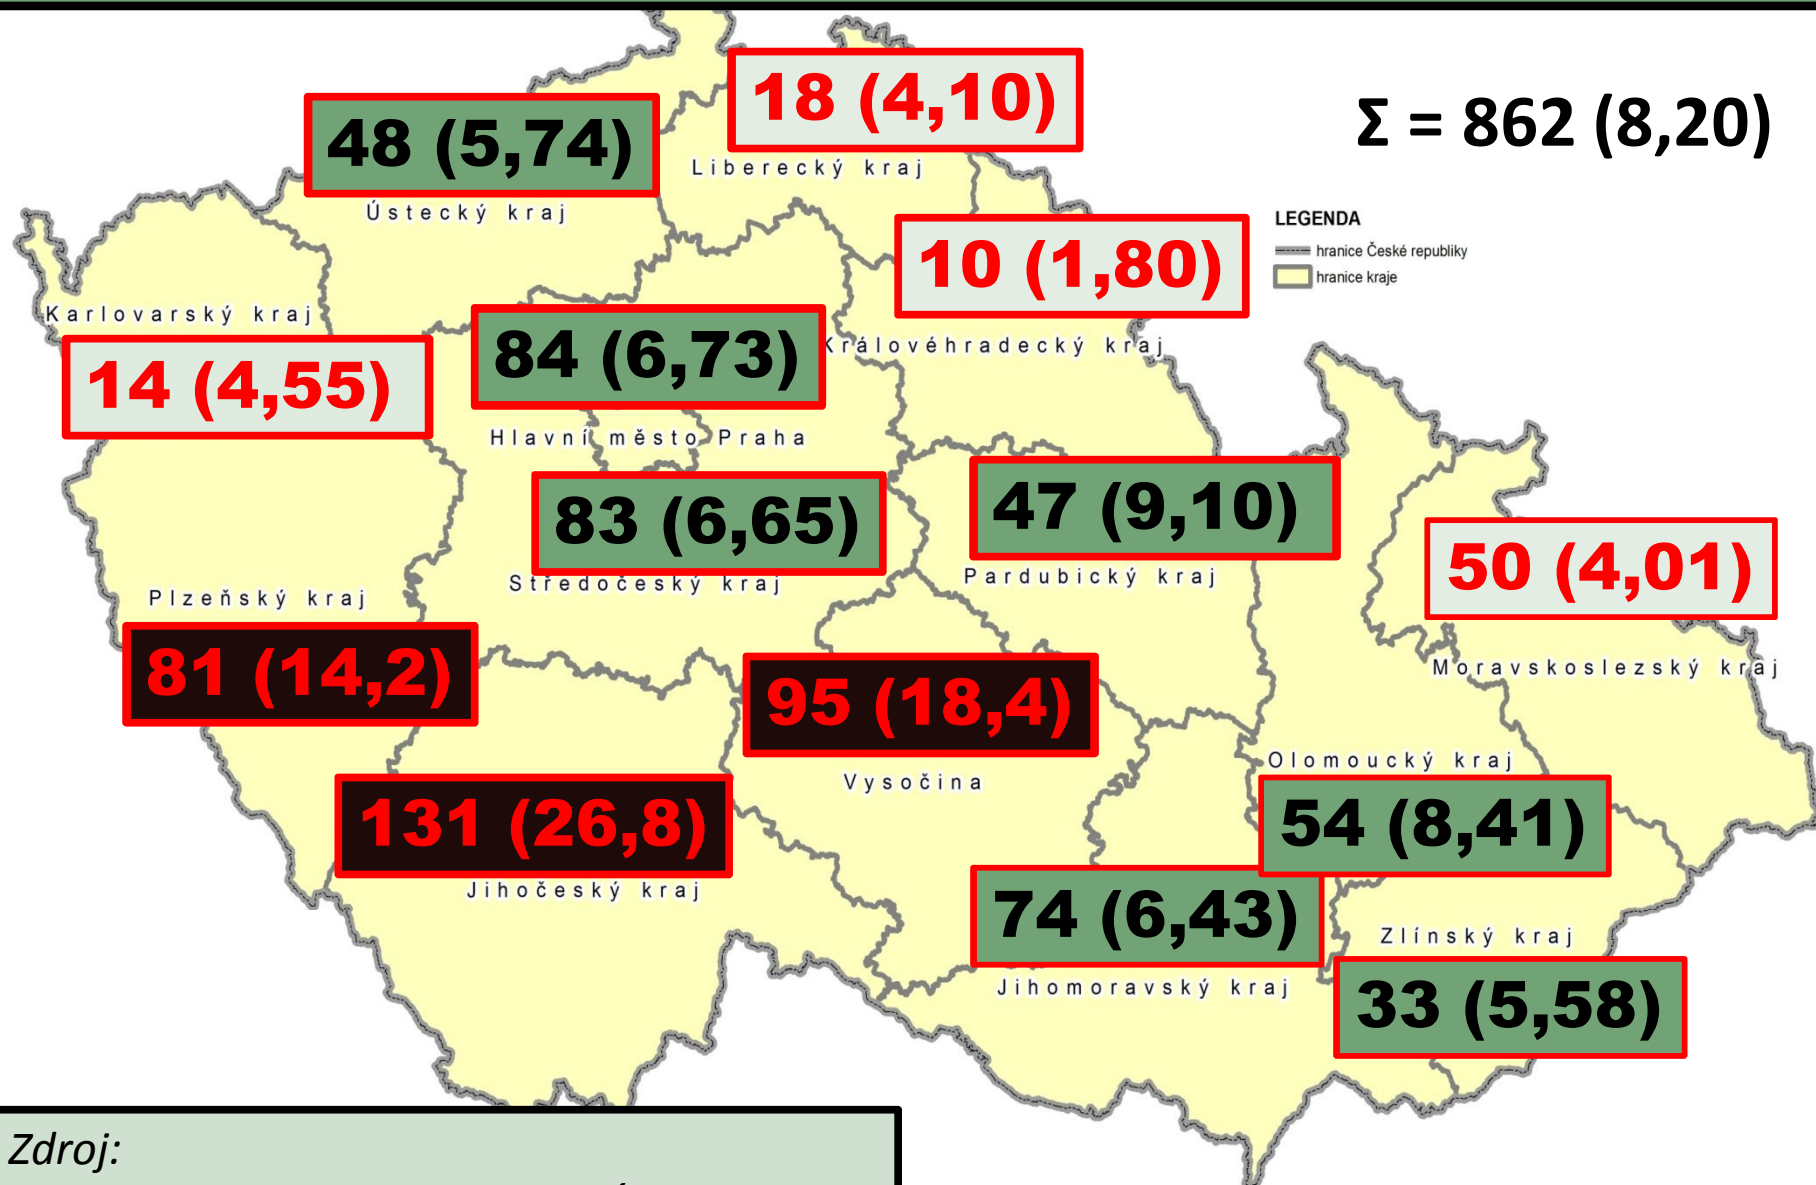 18 (4,10)
Σ = 862 (8,20)
48 (5,74)
Liberecký kraj
Ústecký kraj
LEGENDA
hranice České republiky
hranice kraje
10 (1,80)
Karlovarský kraj
84 (6,73)
Královéhradecký kraj
14 (4,55)
Hlavní město Praha
83 (6,65)
47 (9,10)
50 (4,01)
Středočeský kraj
Pardubický kraj
Plzeňský kraj
81 (14,2)
95 (18,4)
Moravskoslezský kraj
Vysočina
Olomoucký kraj
131 (26,8)
54 (8,41)
Jihočeský kraj
74 (6,43)
Zlínský kraj
Jihomoravský kraj
33 (5,58)
Zdroj: